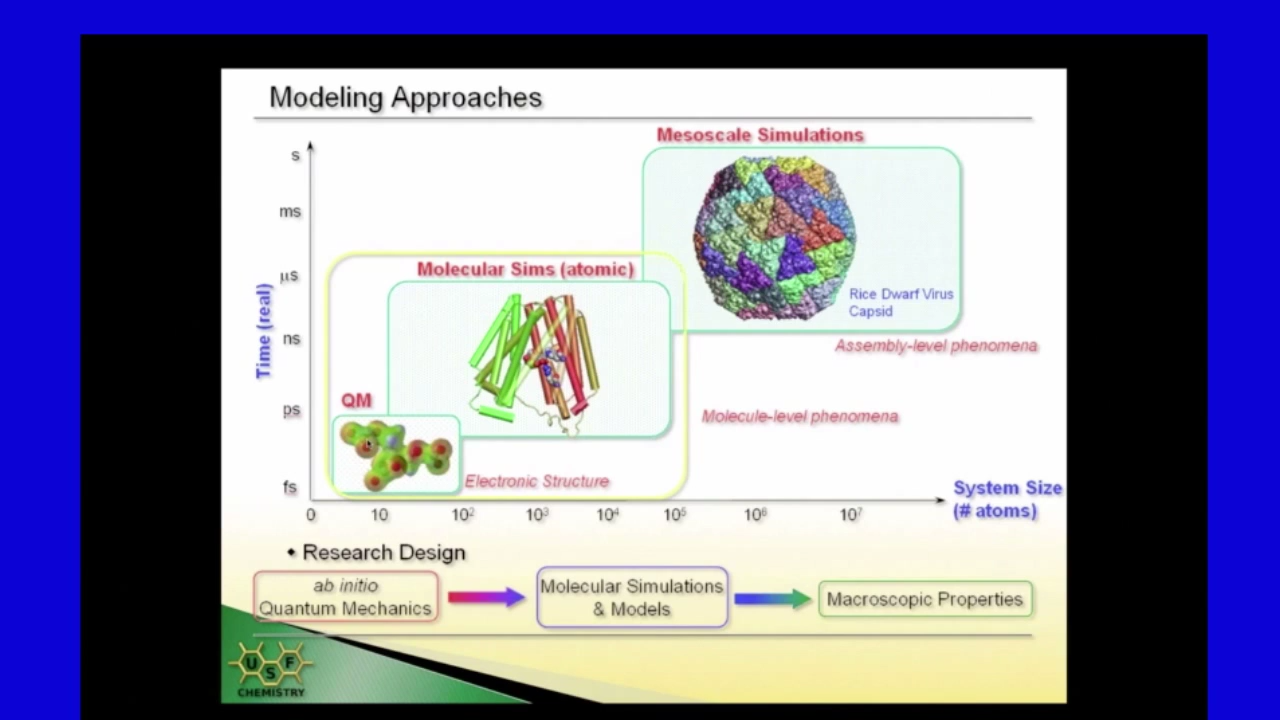 Modeling Approaches
Mesoscale Simulations
s
ms
μs
ns
ps
fs
Time (real)
Molecular Sims (atomic)
Rice Dwarf Virus
Capsid
Assembly-level phenomena
QM
Molecule-level phenomena
Electronic Structure
0 10 10² 10³ 10⁴ 10⁵ 10⁶ 10⁷
System Size
(# atoms)
• Research Design
ab initio
Quantum Mechanics
Molecular Simulations
& Models
Macroscopic Properties
USF
CHEMISTRY